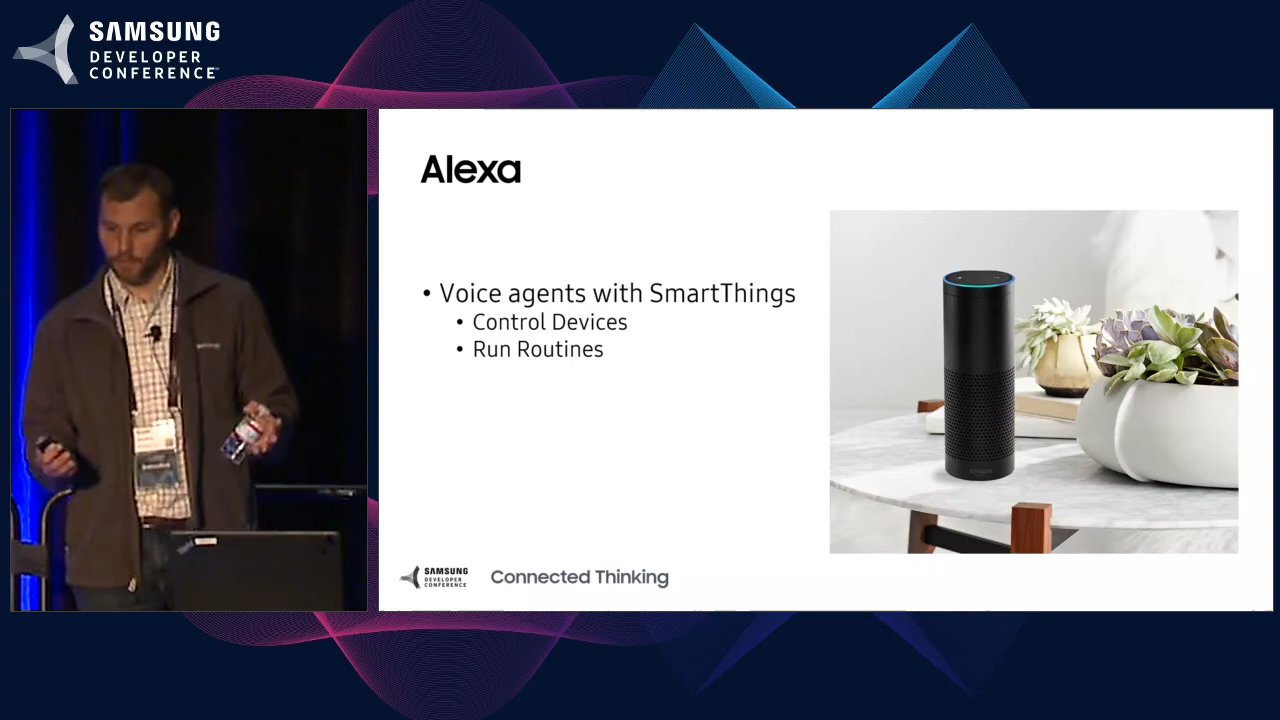 SAMSUNG
DEVELOPER
CONFERENCE
Alexa
• Voice agents with SmartThings
• Control Devices
• Run Routines
SAMSUNG
DEVELOPER
CONFERENCE
Connected Thinking